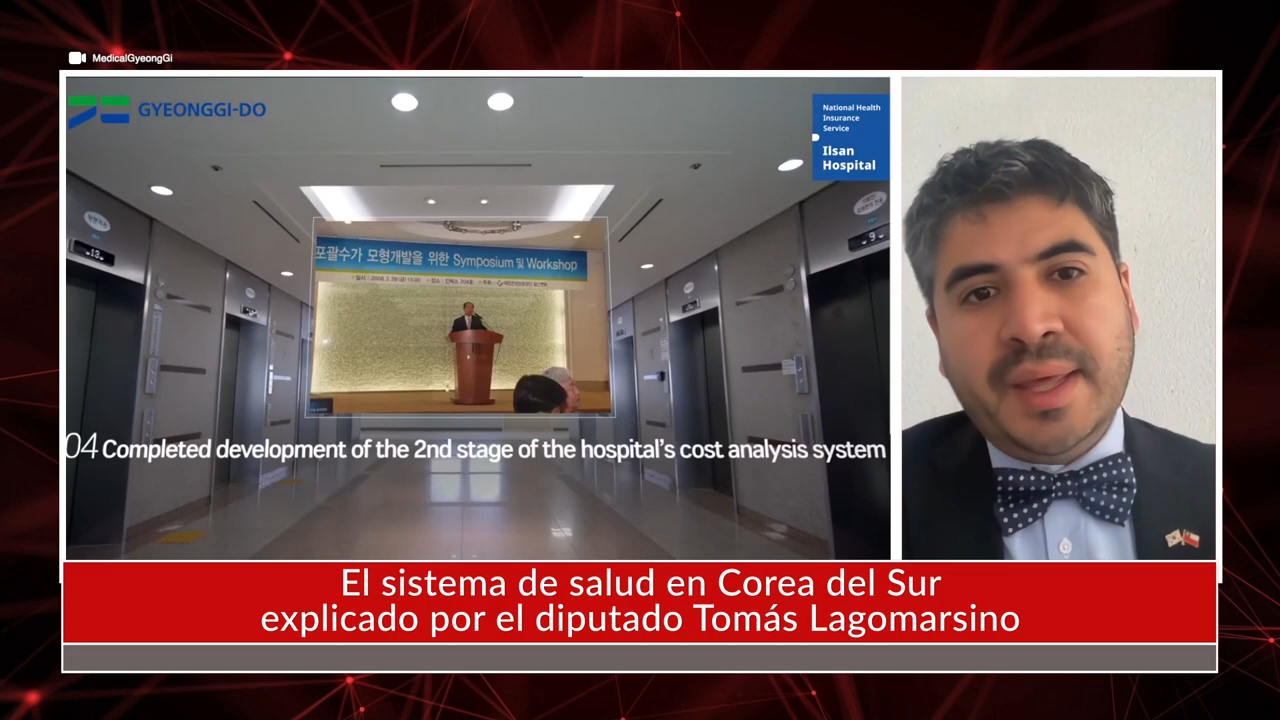 MedicalGyeongGi
GYEONGGI-DO
National Health
Insurance
Service
Ilsan
Hospital
13
9
포괄수가 모형개발을 위한 Symposium 및 Workshop
04 Completed development of the 2nd stage of the hospital's cost analysis system
El sistema de salud en Corea del Sur
explicado por el diputado Tomás Lagomarsino